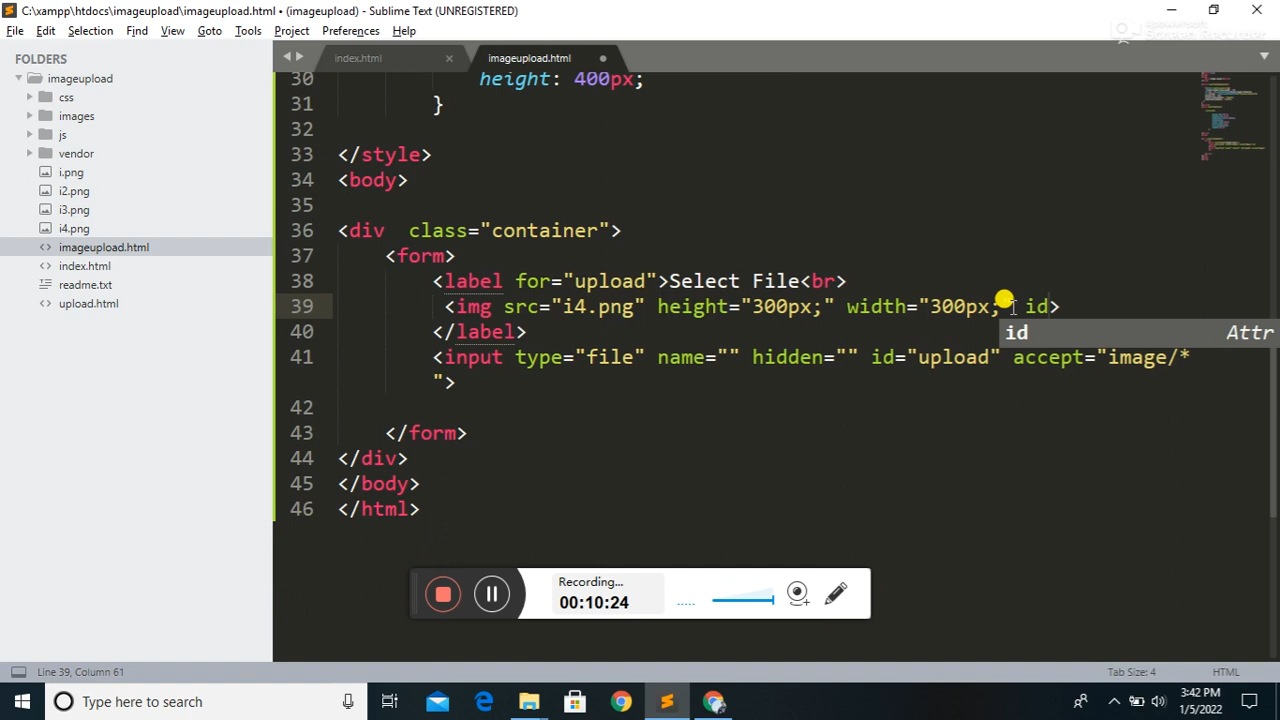 C:\xampp\htdocs\imageupload\imageupload.html • (imageupload) - Sublime Text (UNREGISTERED)
File Edit Selection Find View Goto Tools Project Preferences Help
FOLDERS
imageupload
css
images
js
vendor
i.png
i2.png
i3.png
i4.png
imageupload.html
index.html
readme.txt
upload.html
index.html
imageupload.html
30 height: 400px;
31 }
32
33 </style>
34 <body>
35
36 <div class="container">
37 <form>
38 <label for="upload">Select File<br>
39 <img src="i4.png" height="300px;" width="300px; id>
id Attr
40 </label>
41 <input type="file" name="" hidden="" id="upload" accept="image/*
">
42
43 </form>
44 </div>
45 </body>
46 </html>
Recording...
00:10:24
Line 39, Column 61
Tab Size: 4
HTML
Type here to search
3:42 PM
1/5/2022